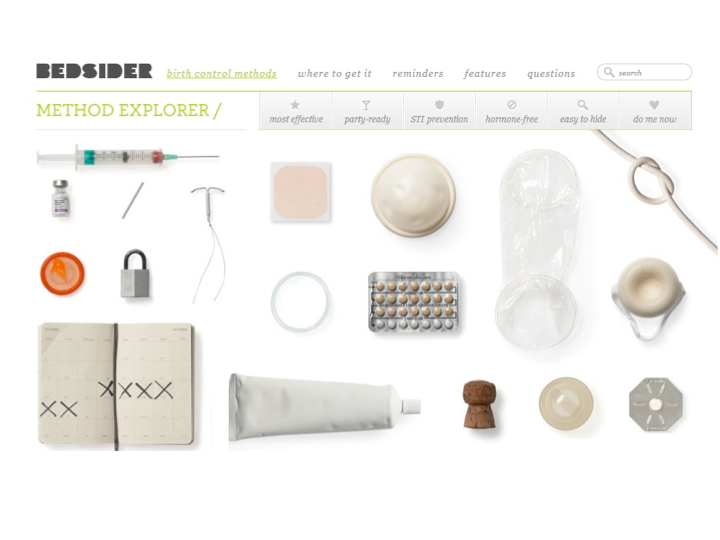 BEDSIDER birth control methods where to get it reminders features questions search
METHOD EXPLORER / most effective party-ready STI prevention hormone-free easy to hide do me now